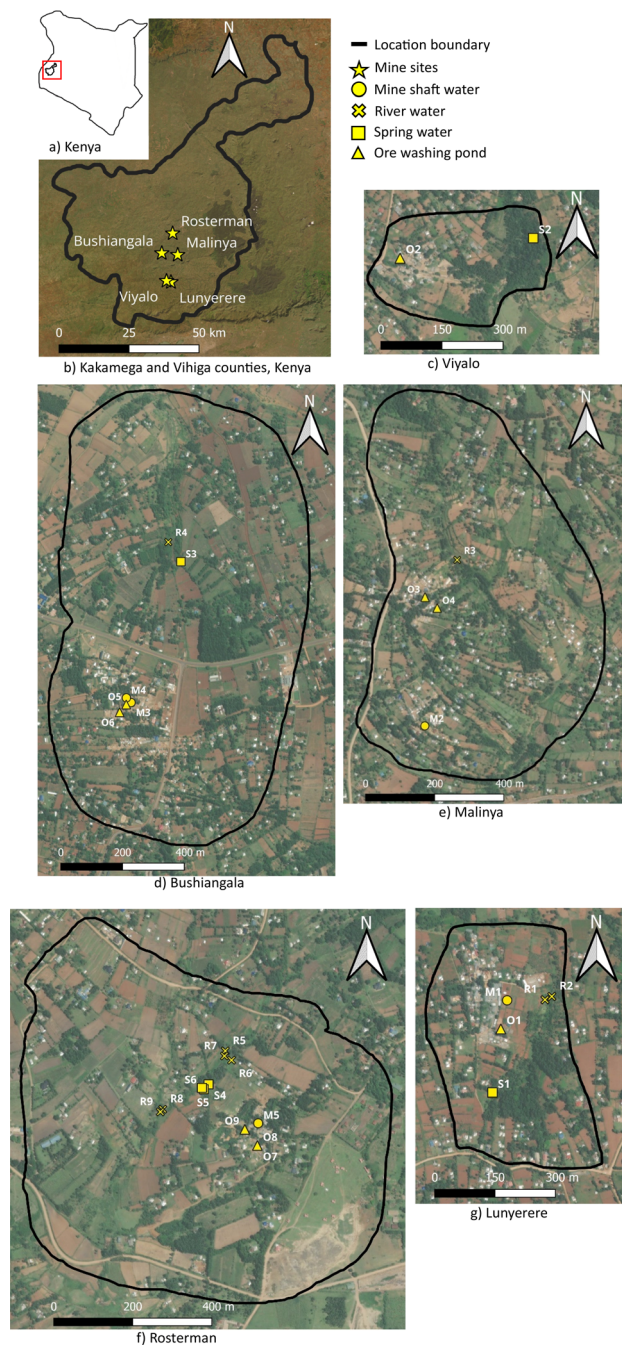 N
Location boundary
Mine sites
Mine shaft water
River water
Spring water
Ore washing pond
a) Kenya
Rosterman
Bushiangala
Malinya
Viyalo
Lunyerere
0 25 50 km
b) Kakamega and Vihiga counties, Kenya
N
S2
O2
0 150 300 m
c) Viyalo
N
R4
S3
M4
O5
M3
O6
0 200 400 m
d) Bushiangala
N
R3
O3
O4
M2
0 200 400 m
e) Malinya
N
R5
R7
R6
S6
S4
S5
R8
R9
M5
O9
O8
O7
0 200 400 m
f) Rosterman
N
R2
R1
M1
O1
S1
0 150 300 m
g) Lunyerere